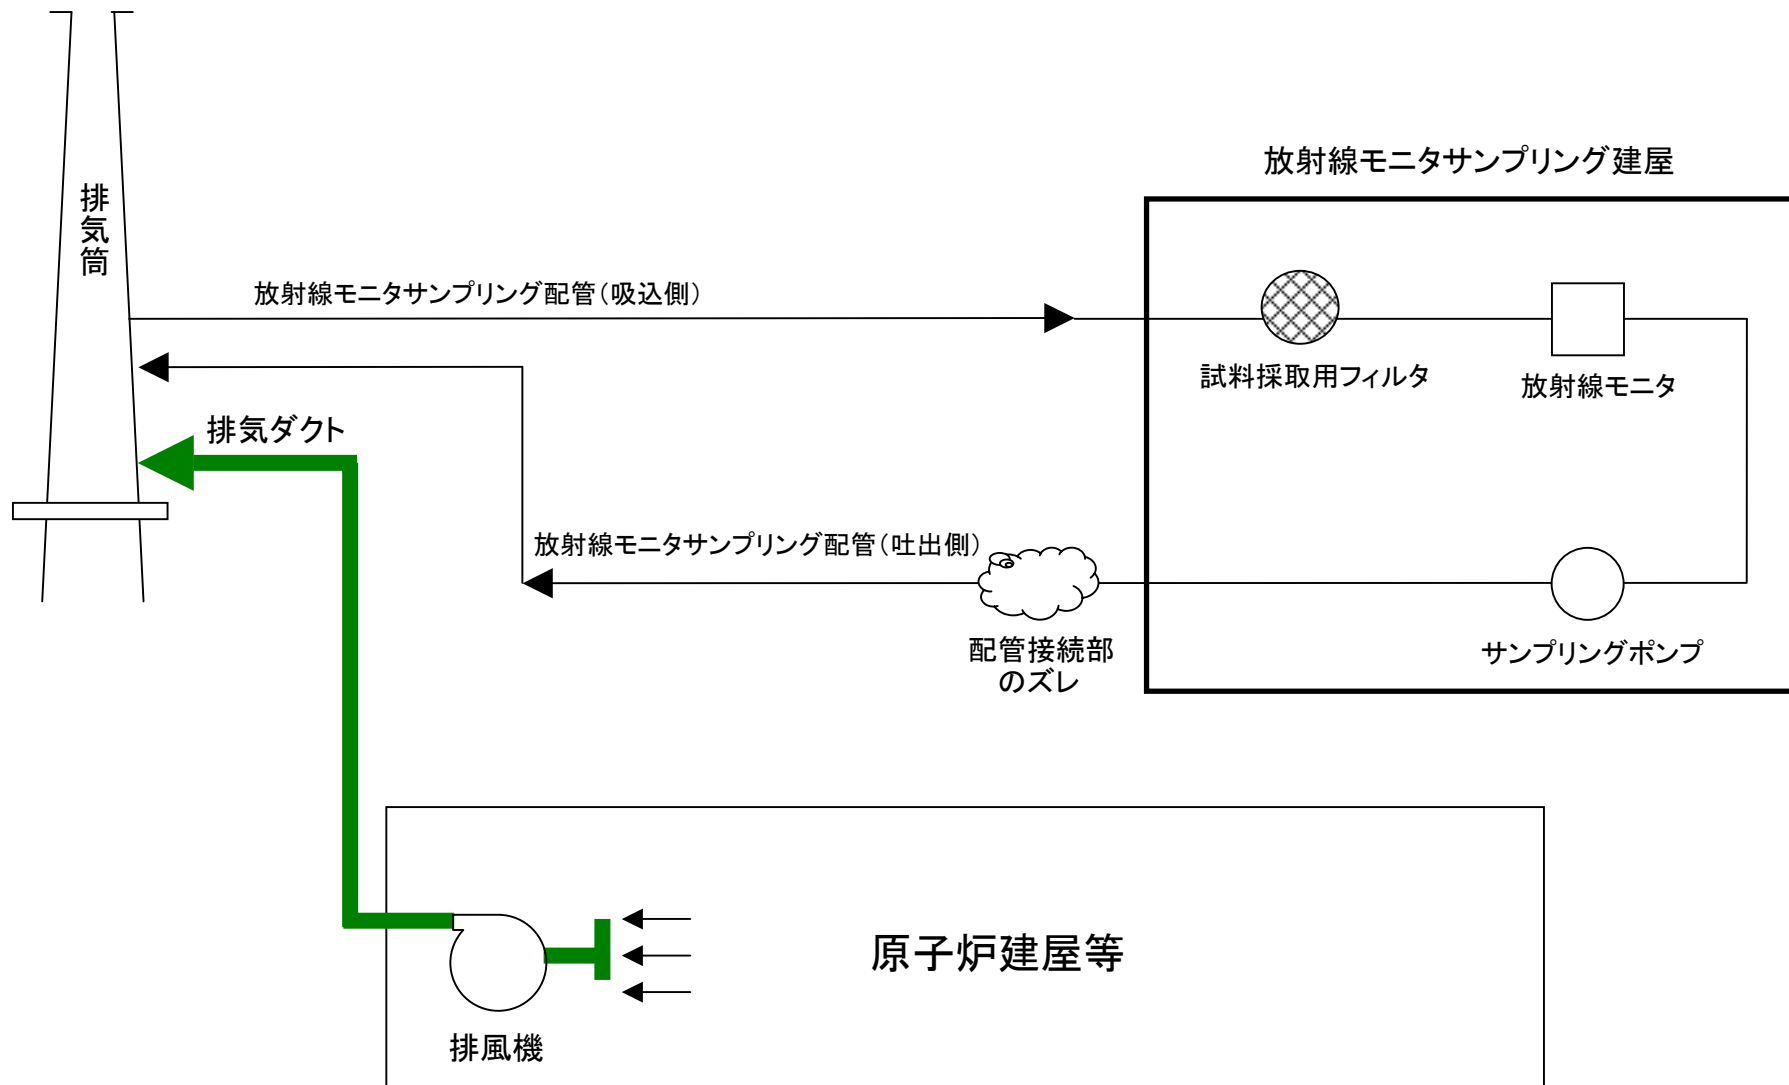 放射線モニタサンプリング建屋
排気筒
放射線モニタサンプリング配管（吸込側）
試料採取用フィルタ
放射線モニタ
排気ダクト
放射線モニタサンプリング配管（吐出側）
配管接続部
のズレ
サンプリングポンプ
原子炉建屋等
排風機